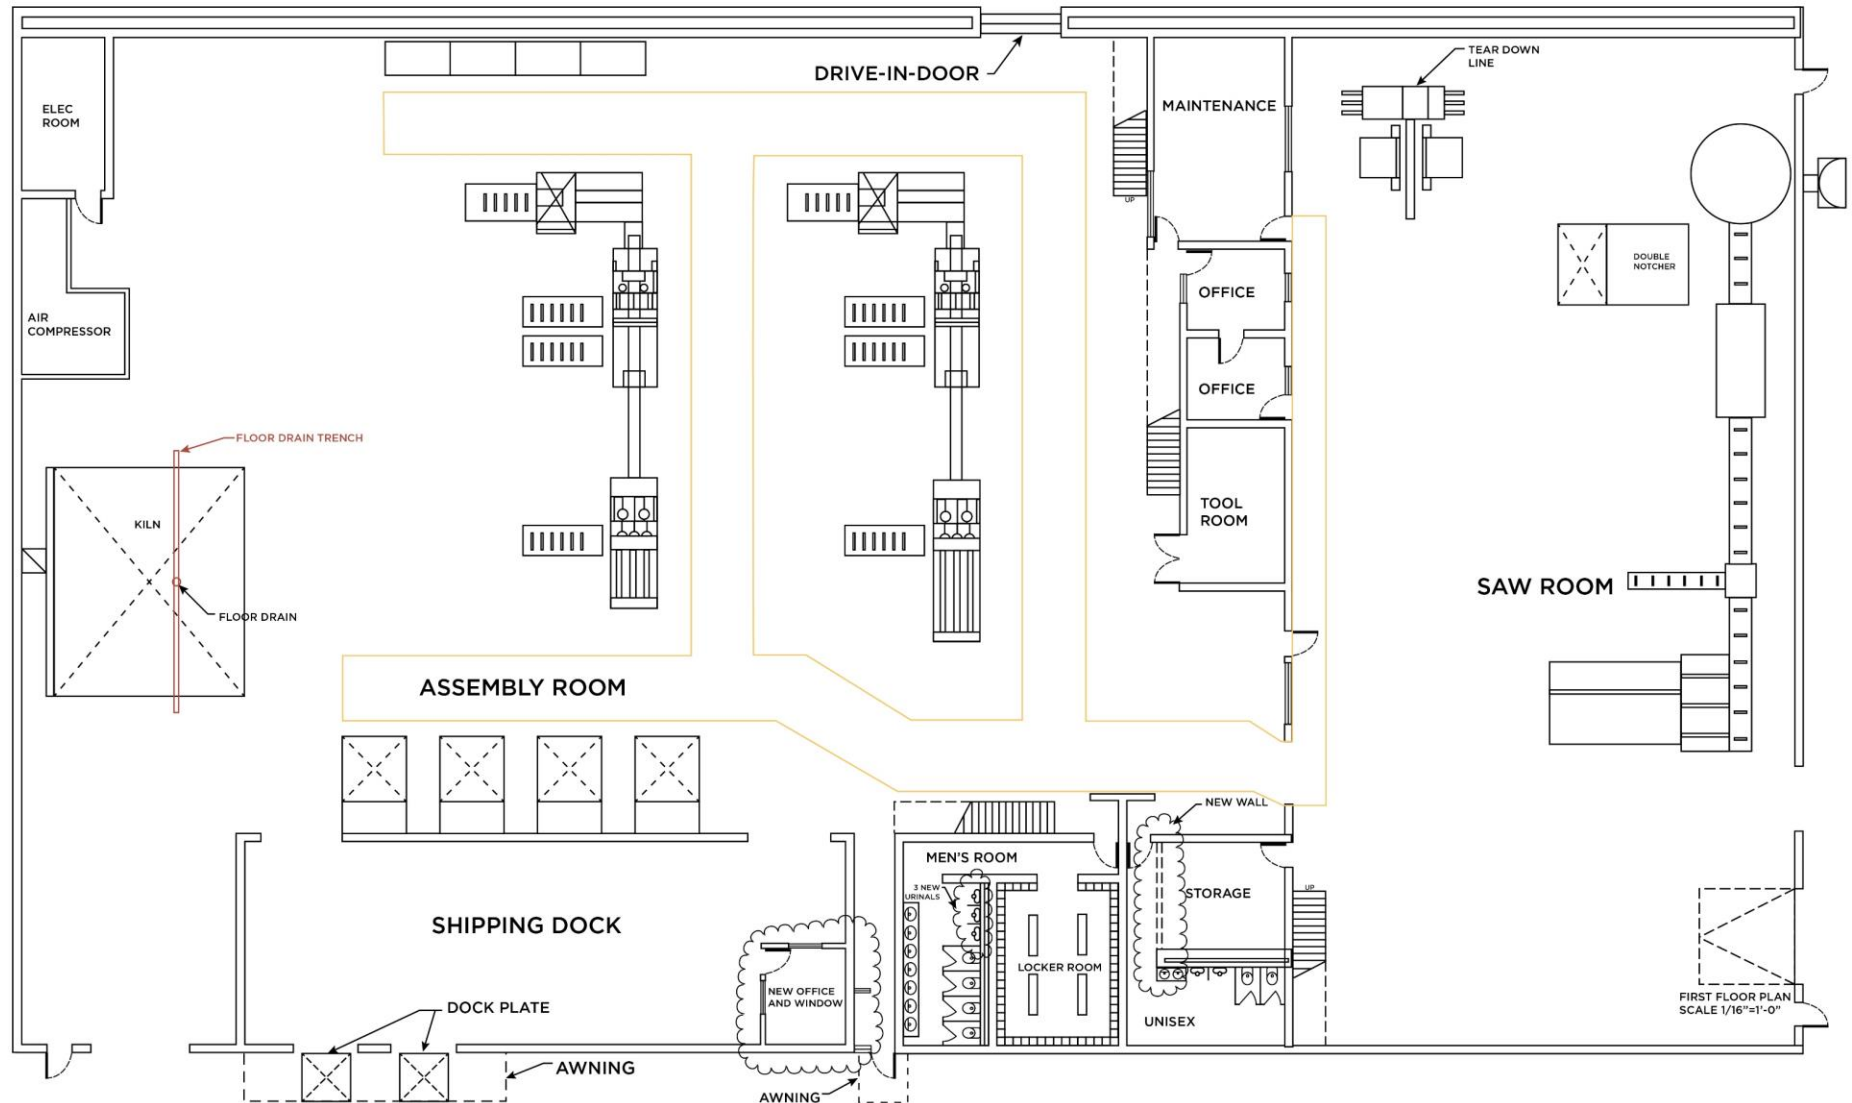 DRIVE-IN-DOOR
TEAR DOWN
LINE
ELEC
ROOM
MAINTENANCE
UP
DOUBLE
NOTCHER
OFFICE
AIR
COMPRESSOR
OFFICE
FLOOR DRAIN TRENCH
KILN
TOOL
ROOM
SAW ROOM
FLOOR DRAIN
ASSEMBLY ROOM
NEW WALL
MEN'S ROOM
3 NEW
URINALS
STORAGE
UP
SHIPPING DOCK
LOCKER ROOM
NEW OFFICE
AND WINDOW
FIRST FLOOR PLAN
SCALE 1/16"=1'-0"
DOCK PLATE
UNISEX
AWNING
AWNING